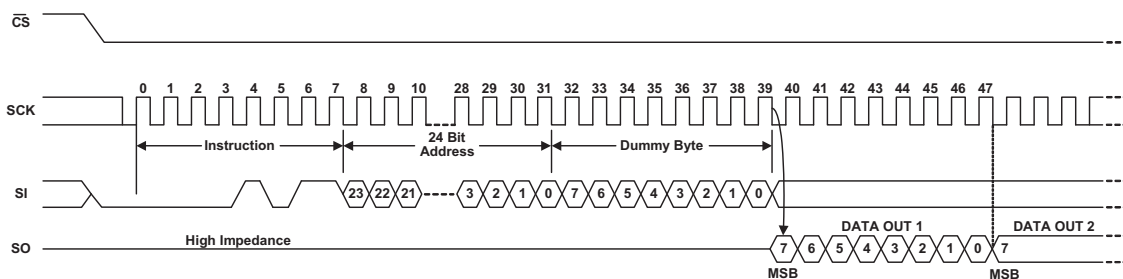 CS
0 1 2 3 4 5 6 7 8 9 10 28 29 30 31 32 33 34 35 36 37 38 39 40 41 42 43 44 45 46 47
SCK
Instruction
24 Bit
Address
Dummy Byte
SI
23 22 21 3 2 1 0 7 6 5 4 3 2 1 0
DATA OUT 1
DATA OUT 2
High Impedance
SO
7 6 5 4 3 2 1 0 7
MSB
MSB